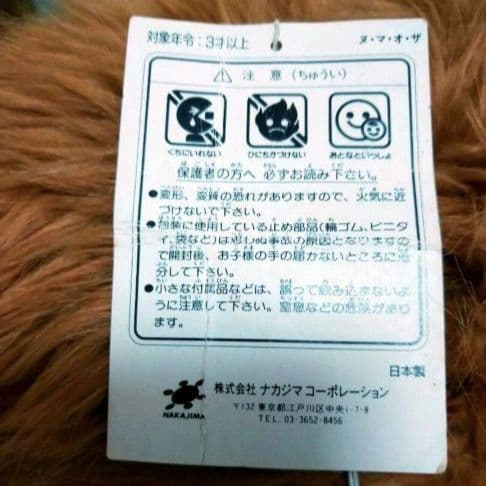 対象年令：3才以上
ヌ・マ・オ・ザ
注 意（ちゅうい）
くちにいれない
ひにちかづけない
おとなといっしょ
保護者の方へ 必ずお読み下さい。
●変形、変質の恐れがありますので、火気に近
づけないで下さい。
●包装に使用している止め部品(輪ゴム、ビニタ
イ、袋など)は思わぬ事故の原因となりますの
で開封後、お子様の手の届かないところに処
分して下さい。
●小さな付属品などは、誤って飲み込まないよ
うに注意して下さい。窒息などの危険があり
ます。
日本製
NAKAJIMA
株式会社 ナカジマコーポレーション
〒132 東京都江戸川区中央1-7-8
TEL. 03-3652-8456